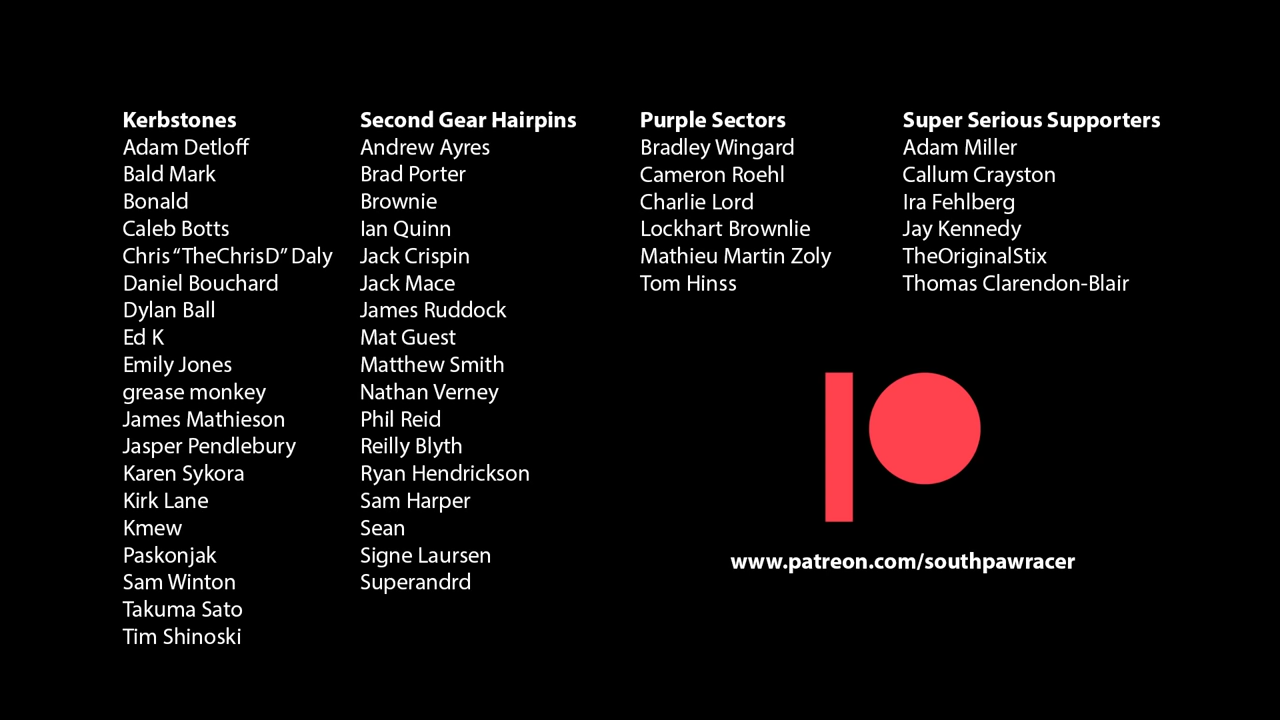 Kerbstones
Adam Detloff
Bald Mark
Bonald
Caleb Botts
Chris “TheChrisD” Daly
Daniel Bouchard
Dylan Ball
Ed K
Emily Jones
grease monkey
James Mathieson
Jasper Pendlebury
Karen Sykora
Kirk Lane
Kmew
Paskonjak
Sam Winton
Takuma Sato
Tim Shinoski
Second Gear Hairpins
Andrew Ayres
Brad Porter
Brownie
Ian Quinn
Jack Crispin
Jack Mace
James Ruddock
Mat Guest
Matthew Smith
Nathan Verney
Phil Reid
Reilly Blyth
Ryan Hendrickson
Sam Harper
Sean
Signe Laursen
Superandrd
Purple Sectors
Bradley Wingard
Cameron Roehl
Charlie Lord
Lockhart Brownlie
Mathieu Martin Zoly
Tom Hinss
Super Serious Supporters
Adam Miller
Callum Crayston
Ira Fehlberg
Jay Kennedy
TheOriginalStix
Thomas Clarendon-Blair
www.patreon.com/southpawracer